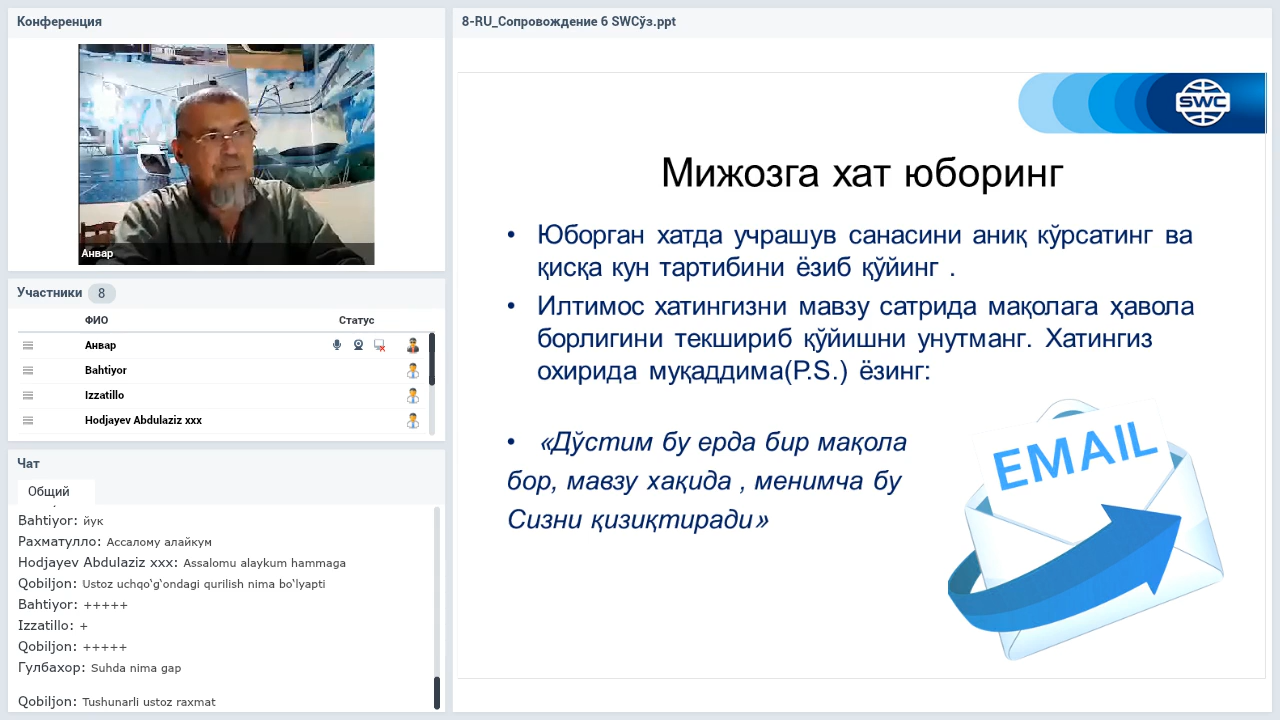 Конференция
Анвар
Участники 8
ФИО Статус
Анвар
Bahtiyor
Izzatillo
Hodjayev Abdulaziz xxx
Чат
Общий
Bahtiyor: йук
Рахматулло: Ассалому алайкум
Hodjayev Abdulaziz xxx: Assalomu alaykum hammaga
Qobiljon: Ustoz uchqo‘g‘ondagi qurilish nima bo‘lyapti
Bahtiyor: +++++
Izzatillo: +
Qobiljon: +++++
Гулбахор: Suhda nima gap
Qobiljon: Tushunarli ustoz raxmat
8-RU_Сопровождение 6 SWCўз.ppt
SWC
Мижозга хат юборинг
• Юборган хатда учрашув санасини аниқ кўрсатинг ва
қисқа кун тартибини ёзиб қўйинг .
• Илтимос хатингизни мавзу сатрида мақолага ҳавола
борлигини текшириб қўйишни унутманг. Хатингиз
охирида муқаддима(P.S.) ёзинг:
• «Дўстим бу ерда бир мақола
бор, мавзу хақида , менимча бу
Сизни қизиқтиради»
EMAIL